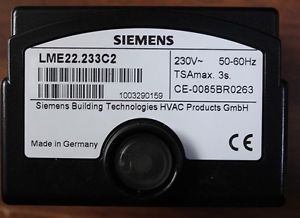 SIEMENS
LME22.233C2
230V~ 50-60Hz
TSAmax. 3s.
1003290159
CE-0085BR0263
Siemens Building Technologies HVAC Products GmbH
Made in Germany